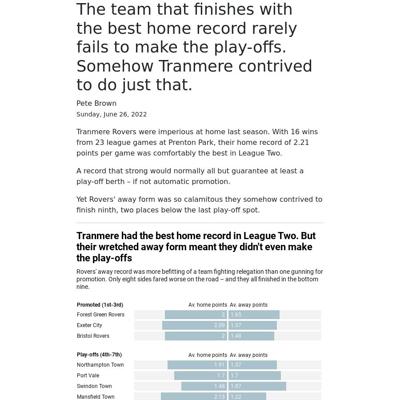 The team that finishes with
the best home record rarely
fails to make the play-offs.
Somehow Tranmere contrived
to do just that.
Pete Brown
Sunday, June 26, 2022
Tranmere Rovers were imperious at home last season. With 16 wins
from 23 league games at Prenton Park, their home record of 2.21
points per game was comfortably the best in League Two.
A record that strong would normally all but guarantee at least a
play-off berth – if not automatic promotion.
Yet Rovers' away form was so calamitous they somehow contrived to
finish ninth, two places below the last play-off spot.
Tranmere had the best home record in League Two. But
their wretched away form meant they didn't even make
the play-offs
Rovers' away record was more befitting of a team fighting relegation than one gunning for
promotion. Only eight sides fared worse on the road – and they all finished in the bottom
nine.
Promoted (1st-3rd) Av. home points Av. away points
Forest Green Rovers 2 1.65
Exeter City 2.09 1.57
Bristol Rovers 2 1.48
Play-offs (4th-7th) Av. home points Av. away points
Northampton Town 1.91 1.57
Port Vale 1.7 1.7
Swindon Town 1.48 1.87
Mansfield Town 2.13 1.22